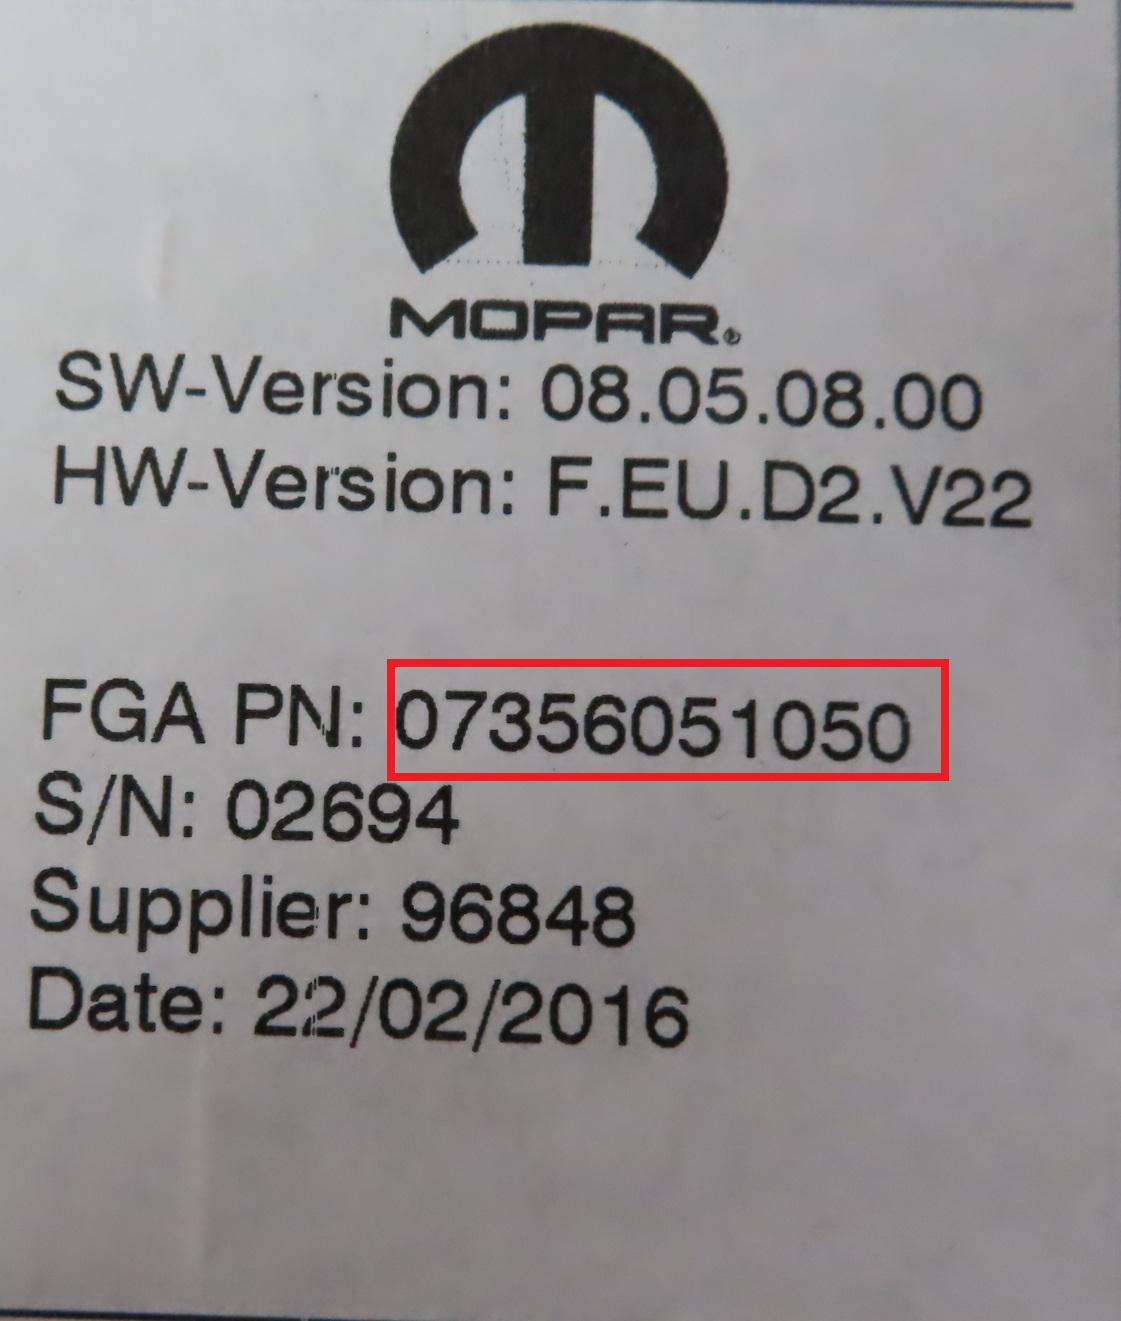 MOPAR®
SW-Version: 08.05.08.00
HW-Version: F.EU.D2.V22
FGA PN: 07356051050
S/N: 02694
Supplier: 96848
Date: 22/02/2016